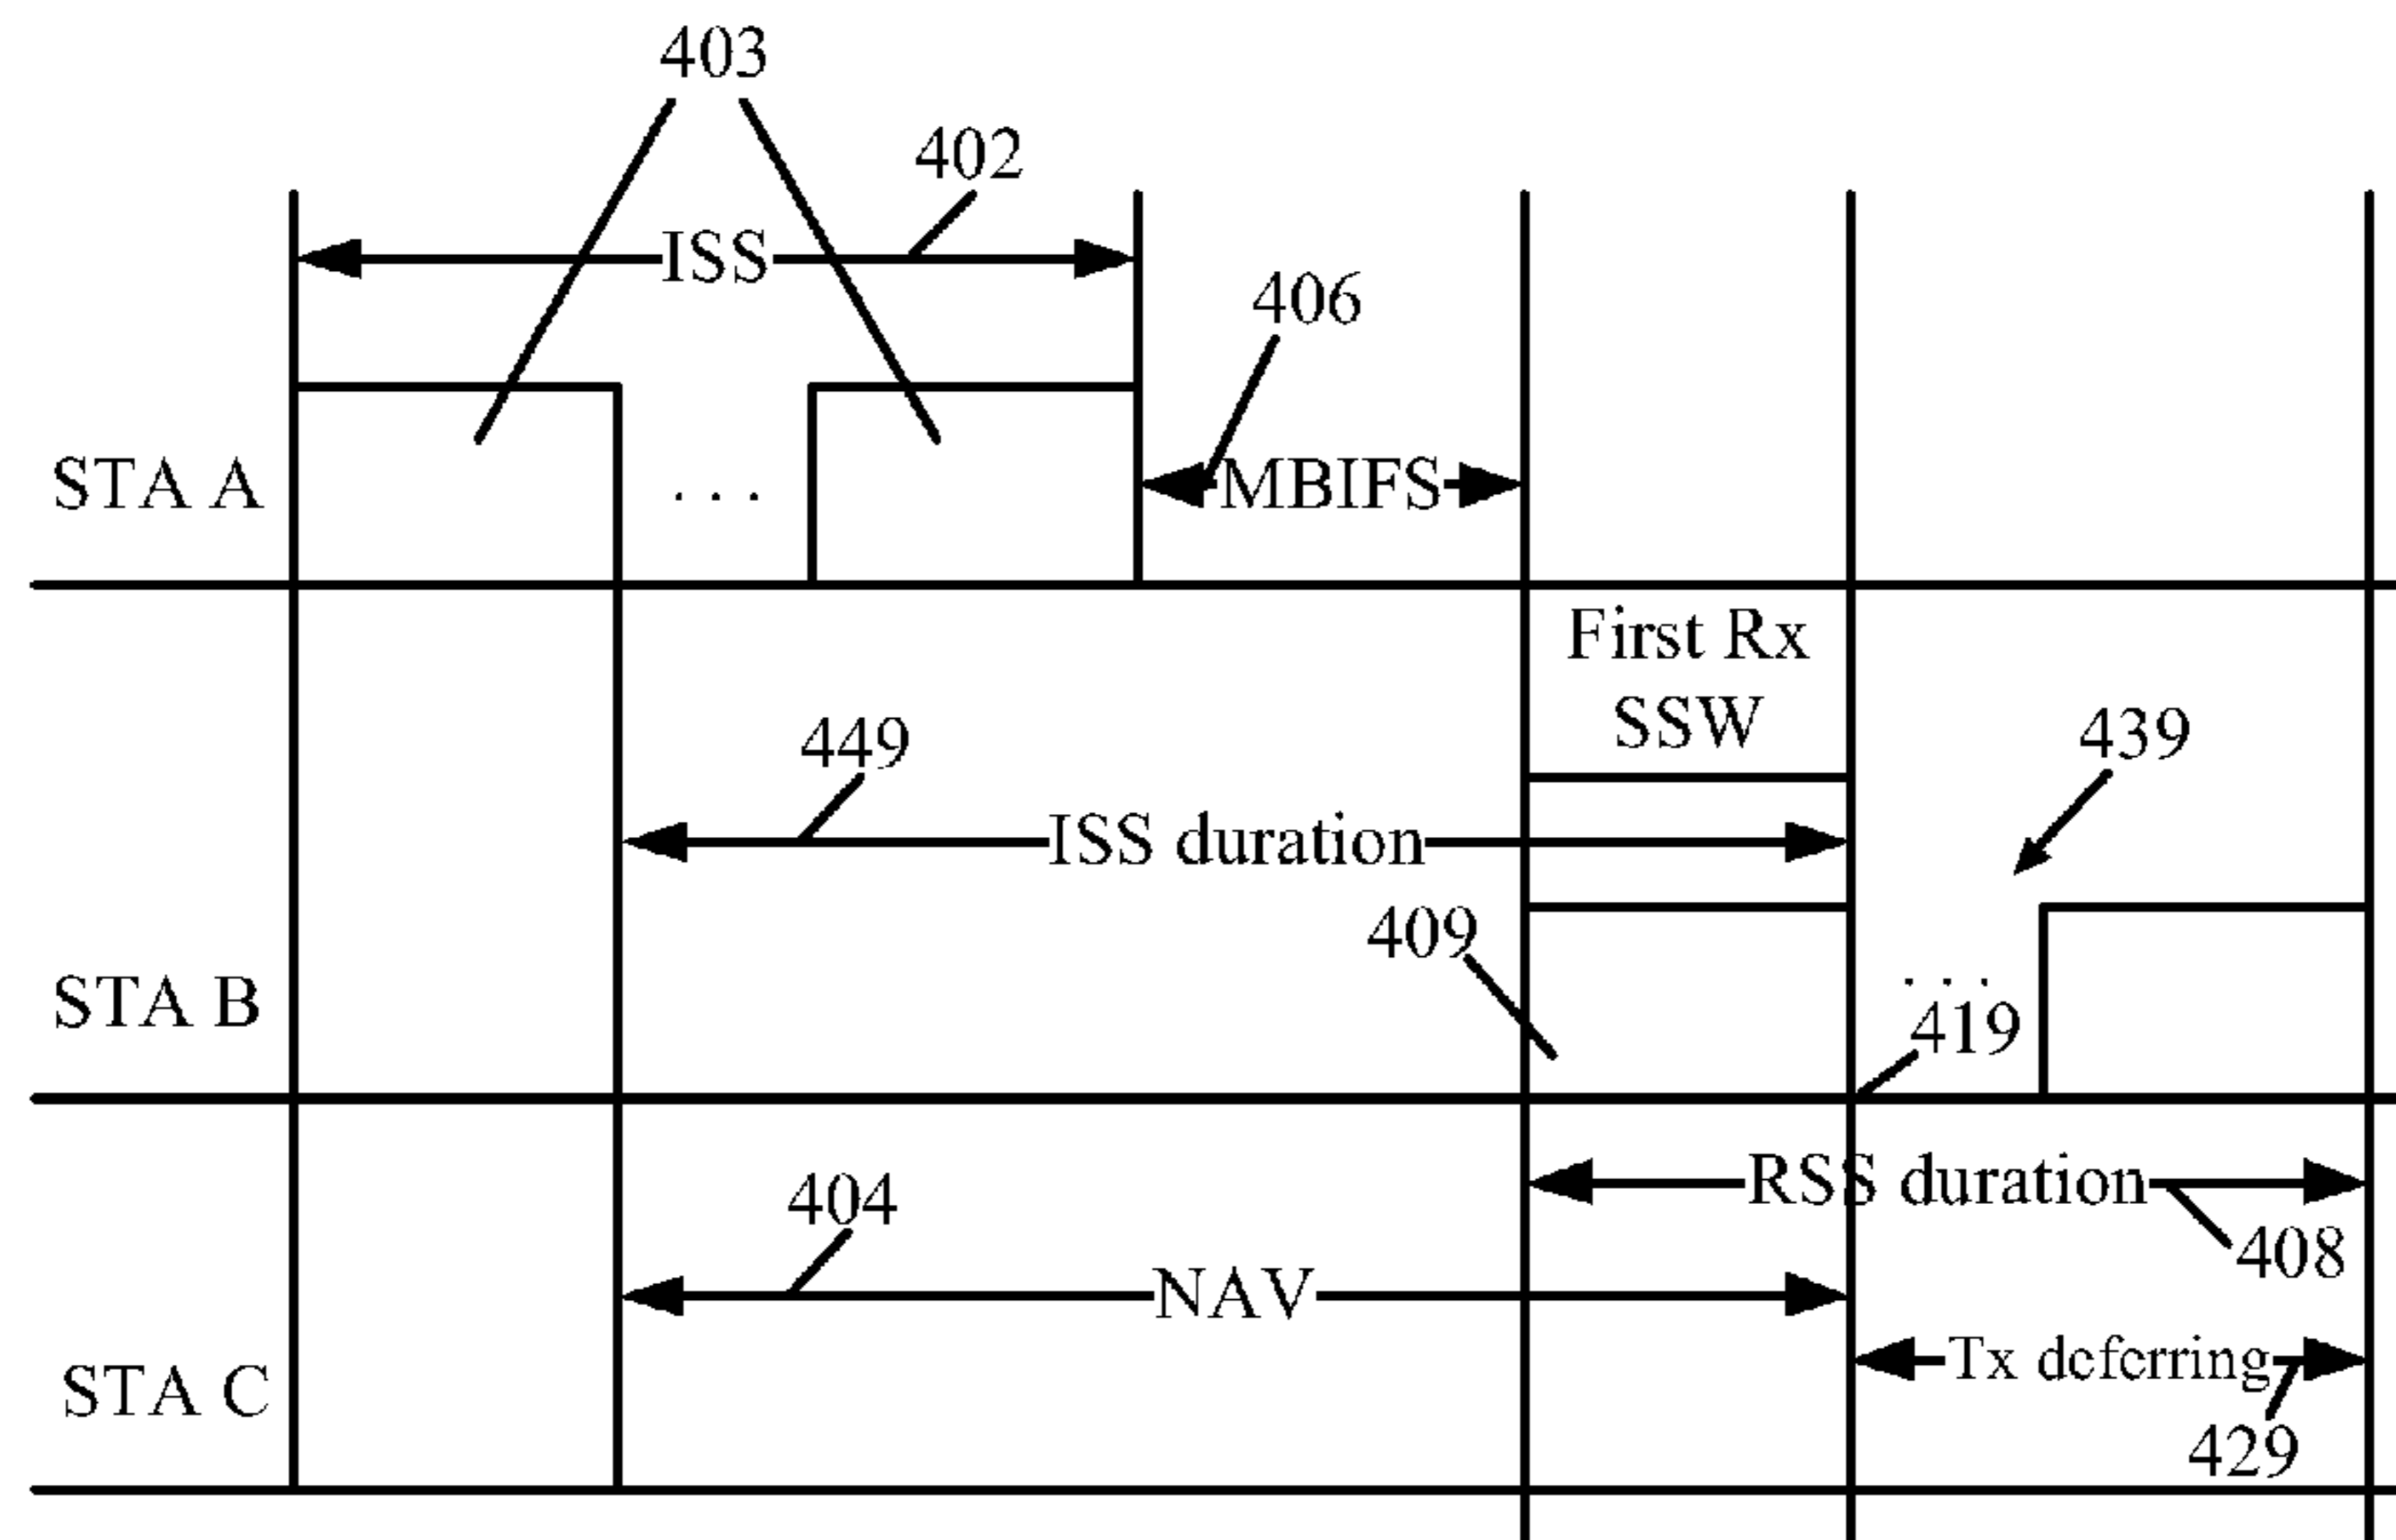 403
402
ISS
406
STA A
. . .
MBIFS
First Rx
SSW
449
439
ISS duration
409
STA B
. . .
419
404
RSS duration
408
NAV
Tx deferring
STA C
429